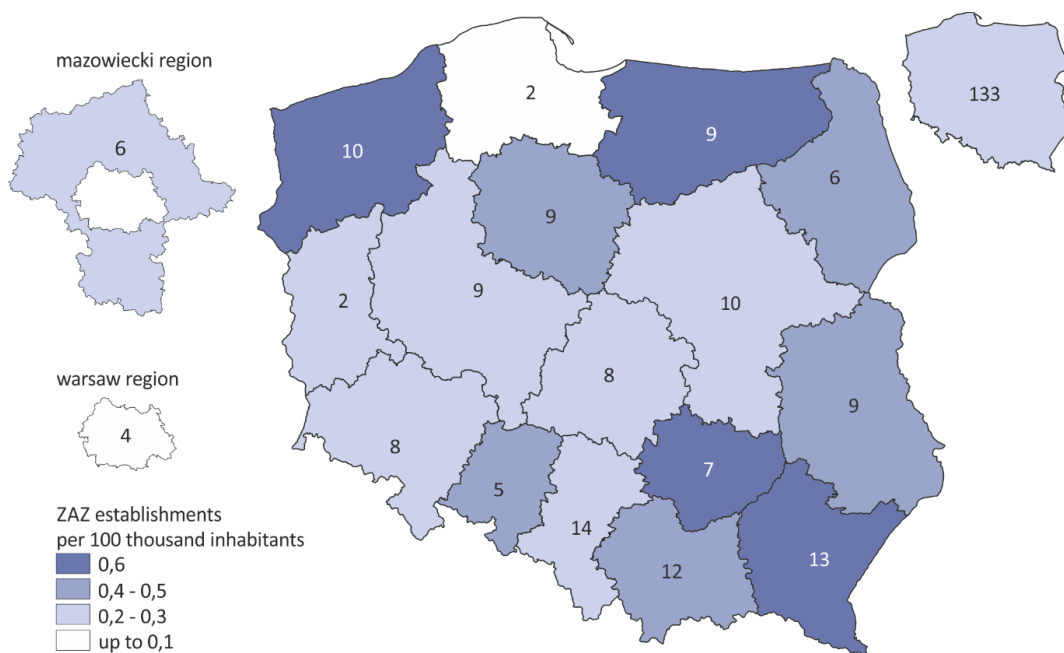 mazowiecki region
6
warsaw region
4
ZAZ establishments
per 100 thousand inhabitants
0,6
0,4 - 0,5
0,2 - 0,3
up to 0,1
2
10
9
6
9
2
9
10
8
9
8
5
7
14
12
13
133